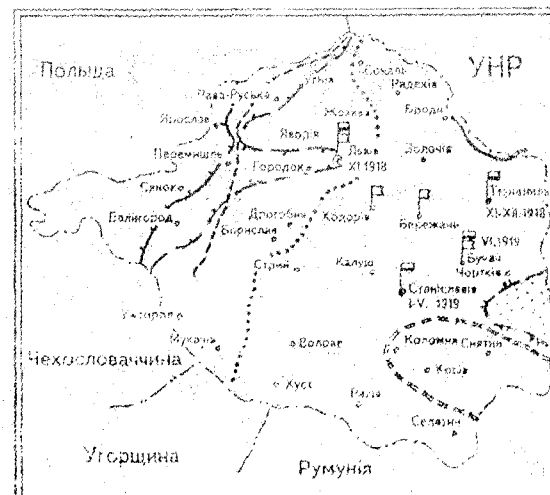 Польща
УНР
Угнів
Сокаль
Радехів
Рава-Руська
Броди
Жовква
Ярослав
Яворів
Львів
XI.1918
Золочів
Перемишль
Городок
Сянок
Тернопіль
XI-XII.1918
Балигород
Дрогобич
Борислав
Ходорів
Бережани
VI.1919
Бучач
Стрий
Калуш
Чортків
Станіславів
I-V. 1919
Ужгород
Мукачів
Коломия
Снятин
Воловe
Чехословаччина
Косів
Хуст
Рахів
Селятин
Угорщина
Румунія